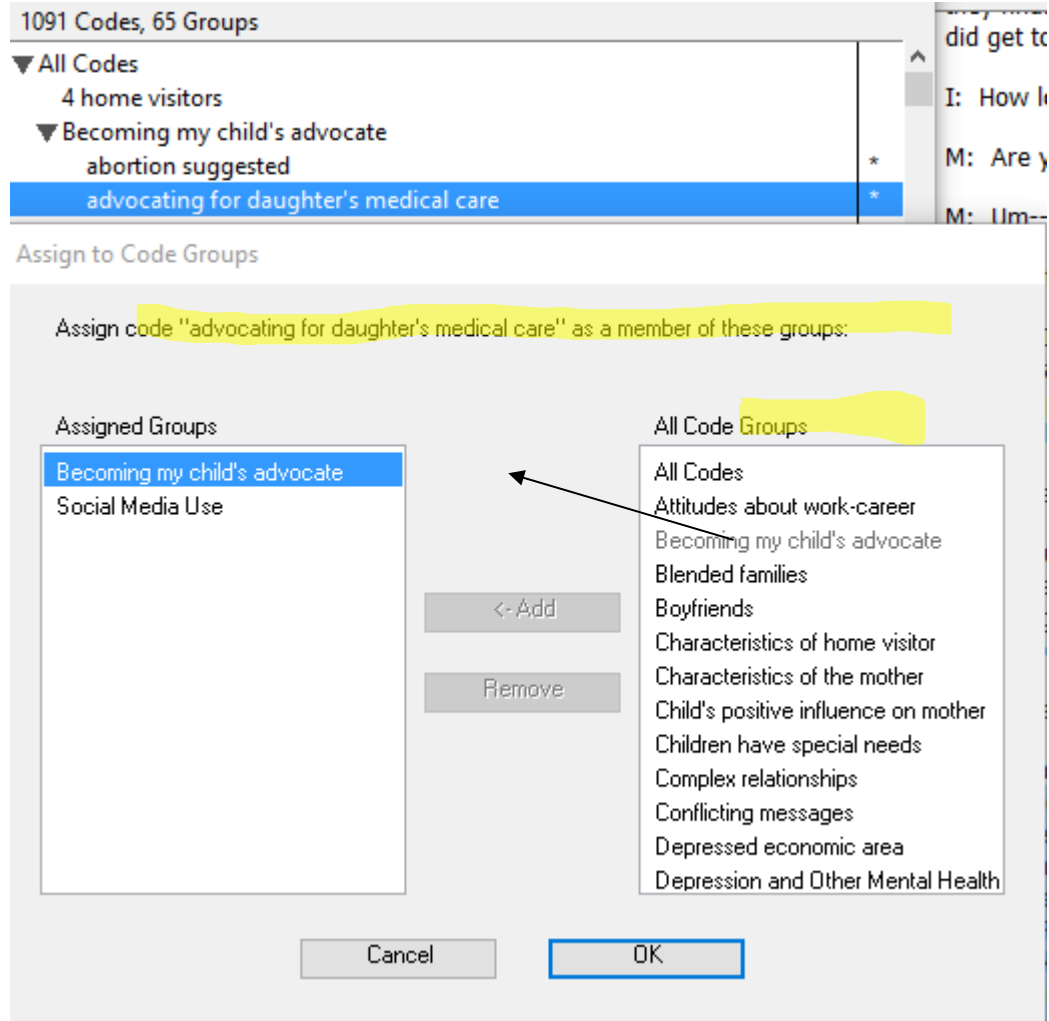 1091 Codes, 65 Groups
▼ All Codes
4 home visitors
▼ Becoming my child's advocate
abortion suggested *
advocating for daughter's medical care *
did get to
I: How
M: Are y
M: Um--
Assign to Code Groups
Assign code "advocating for daughter's medical care" as a member of these groups:
Assigned Groups
Becoming my child's advocate
Social Media Use
<- Add
Remove
All Code Groups
All Codes
Attitudes about work-career
Becoming my child's advocate
Blended families
Boyfriends
Characteristics of home visitor
Characteristics of the mother
Child's positive influence on mother
Children have special needs
Complex relationships
Conflicting messages
Depressed economic area
Depression and Other Mental Health
Cancel
OK